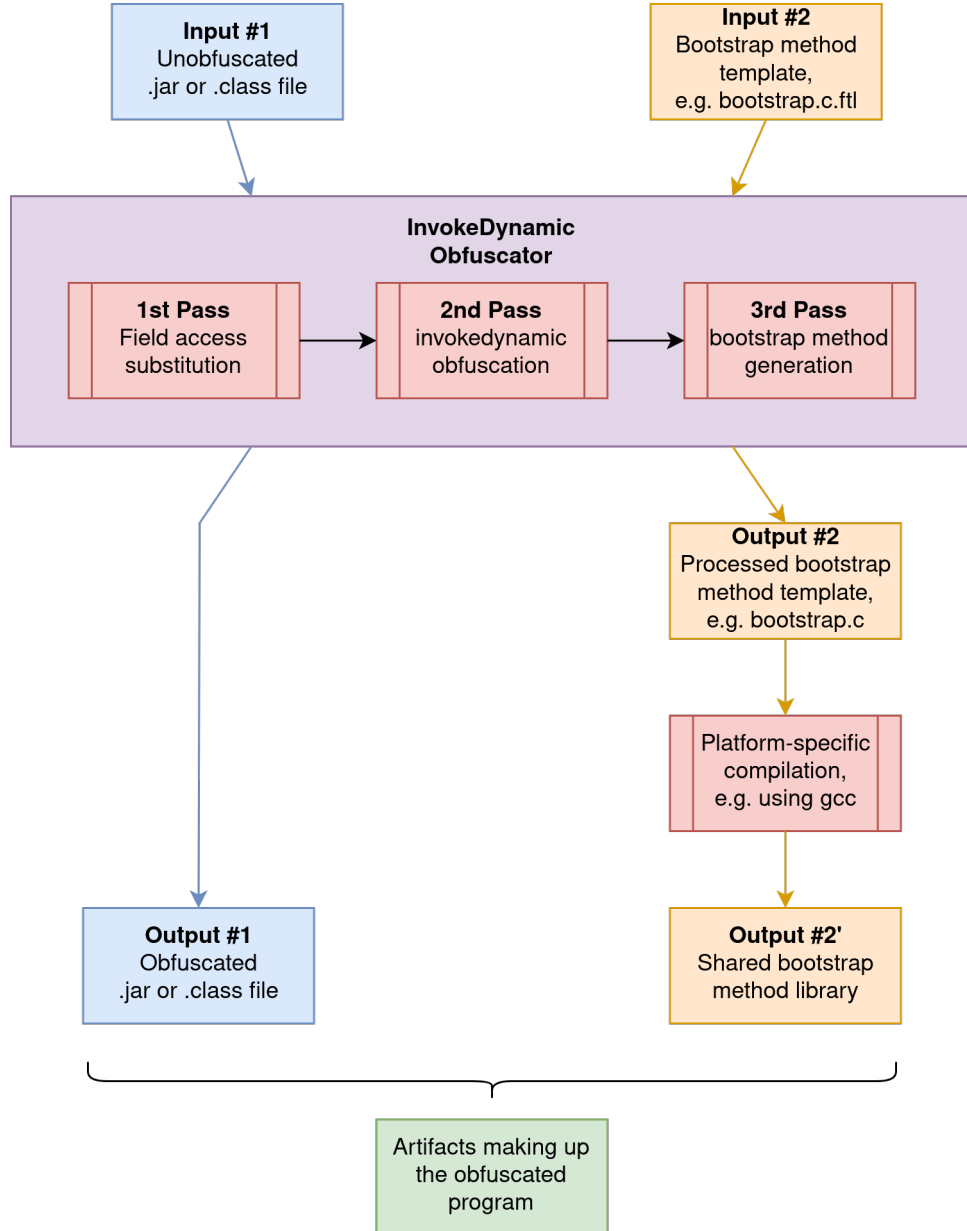 Input #1
Unobfuscated
.jar or .class file
Input #2
Bootstrap method
template,
e.g. bootstrap.c.ftl
InvokeDynamic
Obfuscator
1st Pass
Field access
substitution
2nd Pass
invokedynamic
obfuscation
3rd Pass
bootstrap method
generation
Output #2
Processed bootstrap
method template,
e.g. bootstrap.c
Platform-specific
compilation,
e.g. using gcc
Output #1
Obfuscated
.jar or .class file
Output #2'
Shared bootstrap
method library
Artifacts making up
the obfuscated
program